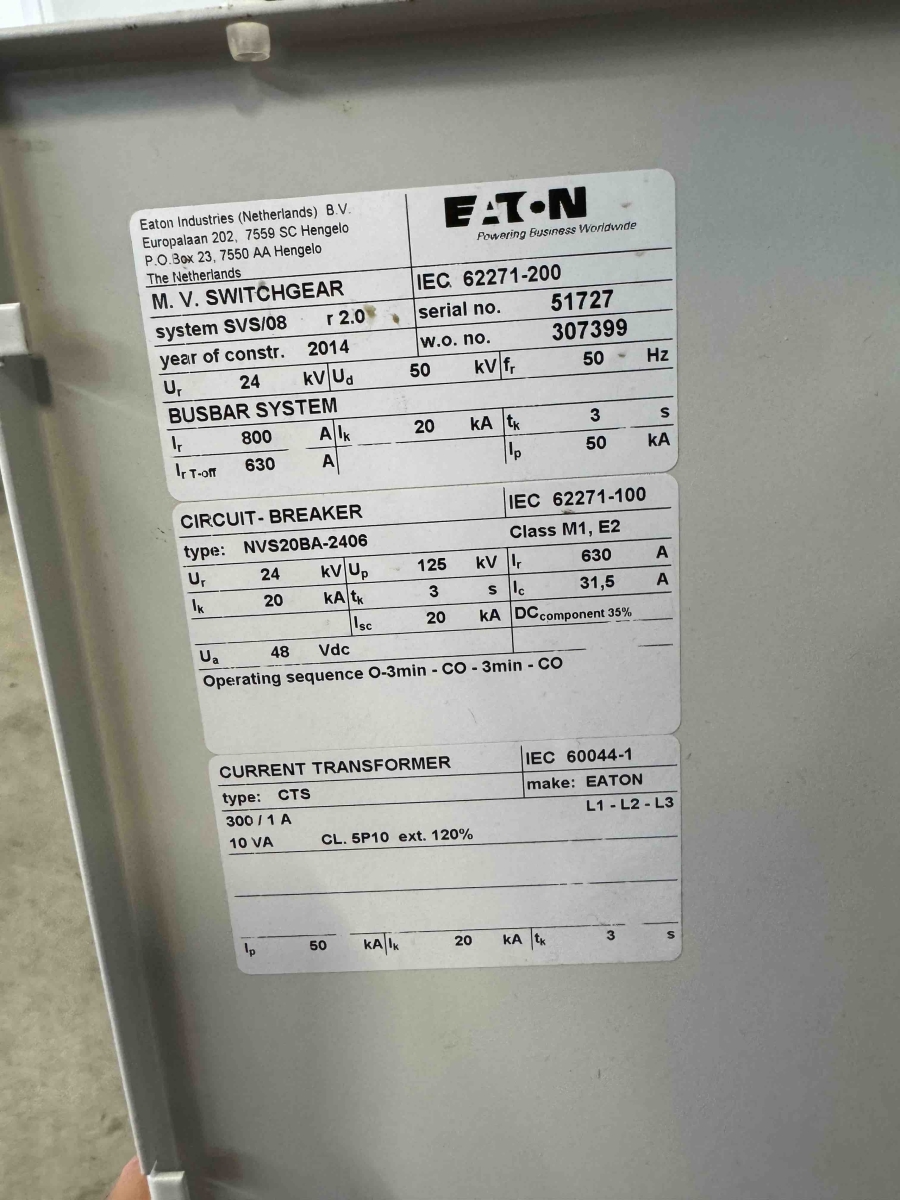 Eaton Industries (Netherlands) B.V.
Europalaan 202, 7559 SC Hengelo
P.O.Box 23, 7550 AA Hengelo
The Netherlands
EATON
Powering Business Worldwide
M. V. SWITCHGEAR IEC 62271-200
system SVS/08 r 2.0 serial no. 51727
year of constr. 2014 w.o. no. 307399
Ur 24 kV Ud 50 kV fr 50 Hz
BUSBAR SYSTEM
Ir 800 A Ik 20 kA tk 3 s
Ir T-off 630 A Ip 50 kA
CIRCUIT- BREAKER IEC 62271-100
type: NVS20BA-2406 Class M1, E2
Ur 24 kV Up 125 kV Ir 630 A
Ik 20 kA tk 3 s Ic 31,5 A
Isc 20 kA DCcomponent 35%
Ua 48 Vdc
Operating sequence O-3min - CO - 3min - CO
CURRENT TRANSFORMER IEC 60044-1
type: CTS make: EATON
300 / 1 A L1 - L2 - L3
10 VA CL. 5P10 ext. 120%
Ip 50 kA Ik 20 kA tk 3 s